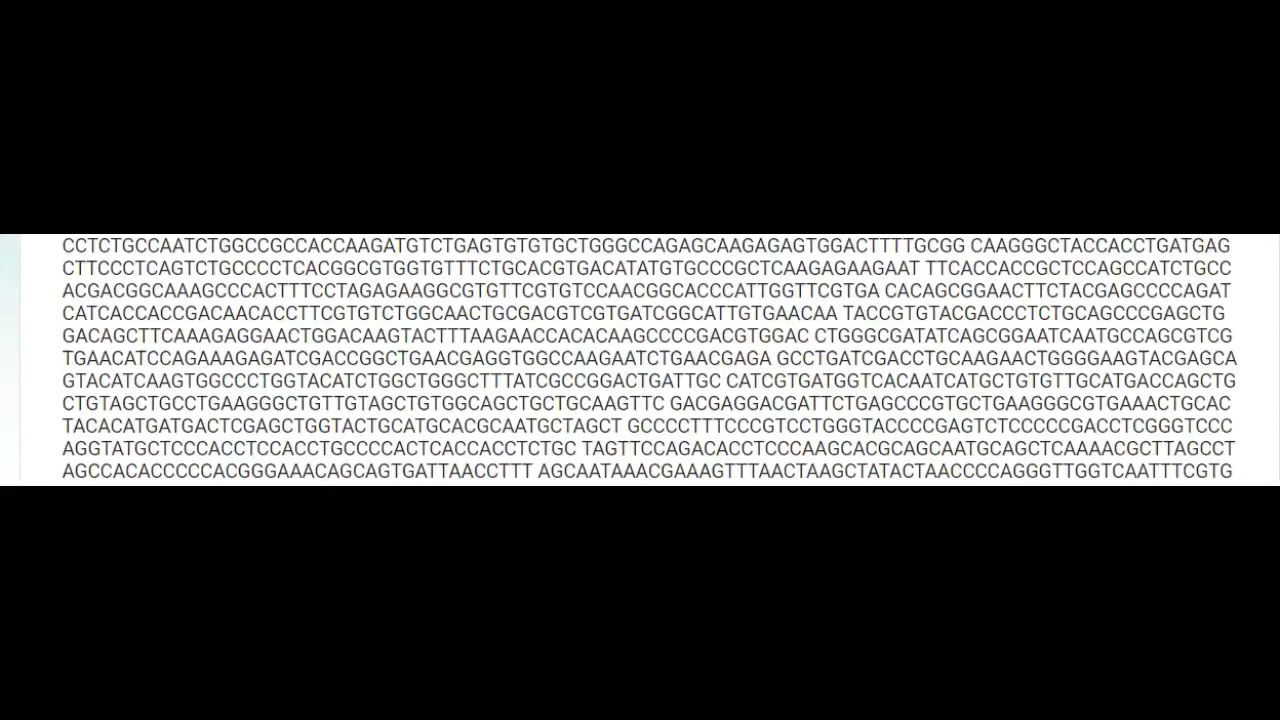 CCTCTGCCAATCTGGCCGCCACCAAGATGTCTGAGTGTGTGCTGGGCCAGAGCAAGAGAGTGGACTTTTGCGG CAAGGGCTACCACCTGATGAG
CTTCCCTCAGTCTGCCCCTCACGGCGTGGTGTTTCTGCACGTGACATATGTGCCCGCTCAAGAGAAGAAT TTCACCACCGCTCCAGCCATCTGCC
ACGACGGCAAAGCCCACTTTCCTAGAGAAGGCGTGTTCGTGTCCAACGGCACCCATTGGTTCGTGA CACAGCGGAACTTCTACGAGCCCCAGAT
CATCACCACCGACAACACCTTCGTGTCTGGCAACTGCGACGTCGTGATCGGCATTGTGAACAA TACCGTGTACGACCCTCTGCAGCCCGAGCTG
GACAGCTTCAAAGAGGAACTGGACAAGTACTTTAAGAACCACACAAGCCCCGACGTGGAC CTGGGCGATATCAGCGGAATCAATGCCAGCGTCG
TGAACATCCAGAAAGAGATCGACCGGCTGAACGAGGTGGCCAAGAATCTGAACGAGA GCCTGATCGACCTGCAAGAACTGGGGAAGTACGAGCA
GTACATCAAGTGGCCCTGGTACATCTGGCTGGGCTTTATCGCCGGACTGATTGC CATCGTGATGGTCACAATCATGCTGTGTTGCATGACCAGCTG
CTGTAGCTGCCTGAAGGGCTGTTGTAGCTGTGGCAGCTGCTGCAAGTTC GACGAGGACGATTCTGAGCCCGTGCTGAAGGGCGTGAAACTGCAC
TACACATGATGACTCGAGCTGGTACTGCATGCACGCAATGCTAGCT GCCCCTTTCCCGTCCTGGGTACCCCGAGTCTCCCCCGACCTCGGGTCCC
AGGTATGCTCCCACCTCCACCTGCCCCACTCACCACCTCTGC TAGTTCCAGACACCTCCCAAGCACGCAGCAATGCAGCTCAAAACGCTTAGCCT
AGCCACACCCCCACGGGAAACAGCAGTGATTAACCTTT AGCAATAAACGAAAGTTTAACTAAGCTATACTAACCCCAGGGTTGGTCAATTTCGTG